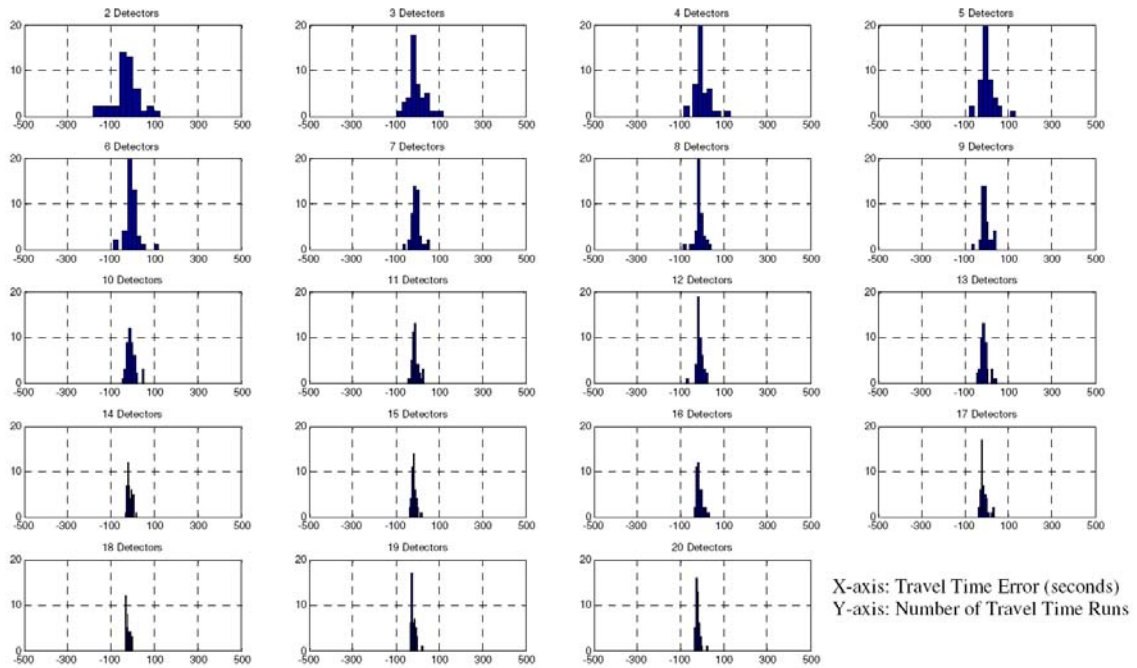 2 Detectors
3 Detectors
4 Detectors
5 Detectors
20
10
0
-500 -300 -100 100 300 500
20
10
0
-500 -300 -100 100 300 500
20
10
0
-500 -300 -100 100 300 500
20
10
0
-500 -300 -100 100 300 500
6 Detectors
7 Detectors
8 Detectors
9 Detectors
20
10
0
-500 -300 -100 100 300 500
20
10
0
-500 -300 -100 100 300 500
20
10
0
-500 -300 -100 100 300 500
20
10
0
-500 -300 -100 100 300 500
10 Detectors
11 Detectors
12 Detectors
13 Detectors
20
10
0
-500 -300 -100 100 300 500
20
10
0
-500 -300 -100 100 300 500
20
10
0
-500 -300 -100 100 300 500
20
10
0
-500 -300 -100 100 300 500
14 Detectors
15 Detectors
16 Detectors
17 Detectors
20
10
0
-500 -300 -100 100 300 500
20
10
0
-500 -300 -100 100 300 500
20
10
0
-500 -300 -100 100 300 500
20
10
0
-500 -300 -100 100 300 500
18 Detectors
19 Detectors
20 Detectors
20
10
0
-500 -300 -100 100 300 500
20
10
0
-500 -300 -100 100 300 500
20
10
0
-500 -300 -100 100 300 500
X-axis: Travel Time Error (seconds)
Y-axis: Number of Travel Time Runs